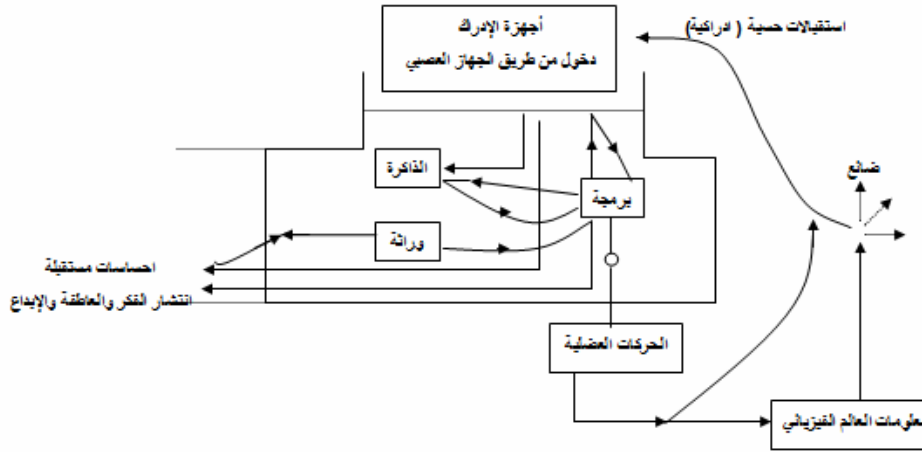 استقبالات حسية ( ادراكية)
أجهزة الإدراك
دخول من طريق الجهاز العصبي
ضائع
الذاكرة
برمجة
وراثة
احساسات مستقبلة
انتشار الفكر والعاطفة والإبداع
الحركات العضلية
معلومات العالم الفيزيائي